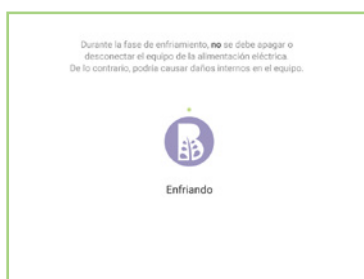 Durante la fase de enfriamiento, no se debe apagar o
desconectar el equipo de la alimentación eléctrica.
De lo contrario, podría causar daños internos en el equipo.
B
Enfriando